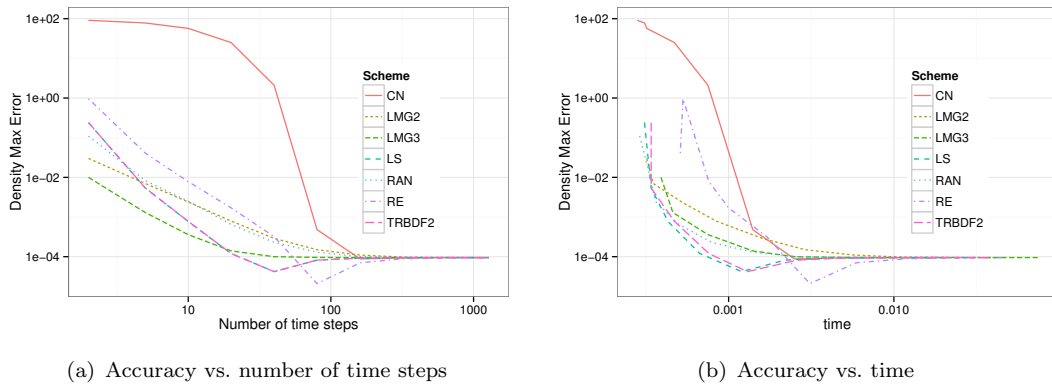 1e+02
1e+00
1e-02
1e-04
Density Max Error
10
100
1000
Number of time steps
Scheme
CN
LMG2
LMG3
LS
RAN
RE
TRBDF2
(a) Accuracy vs. number of time steps
1e+02
1e+00
1e-02
1e-04
Density Max Error
0.001
0.010
time
Scheme
CN
LMG2
LMG3
LS
RAN
RE
TRBDF2
(b) Accuracy vs. time